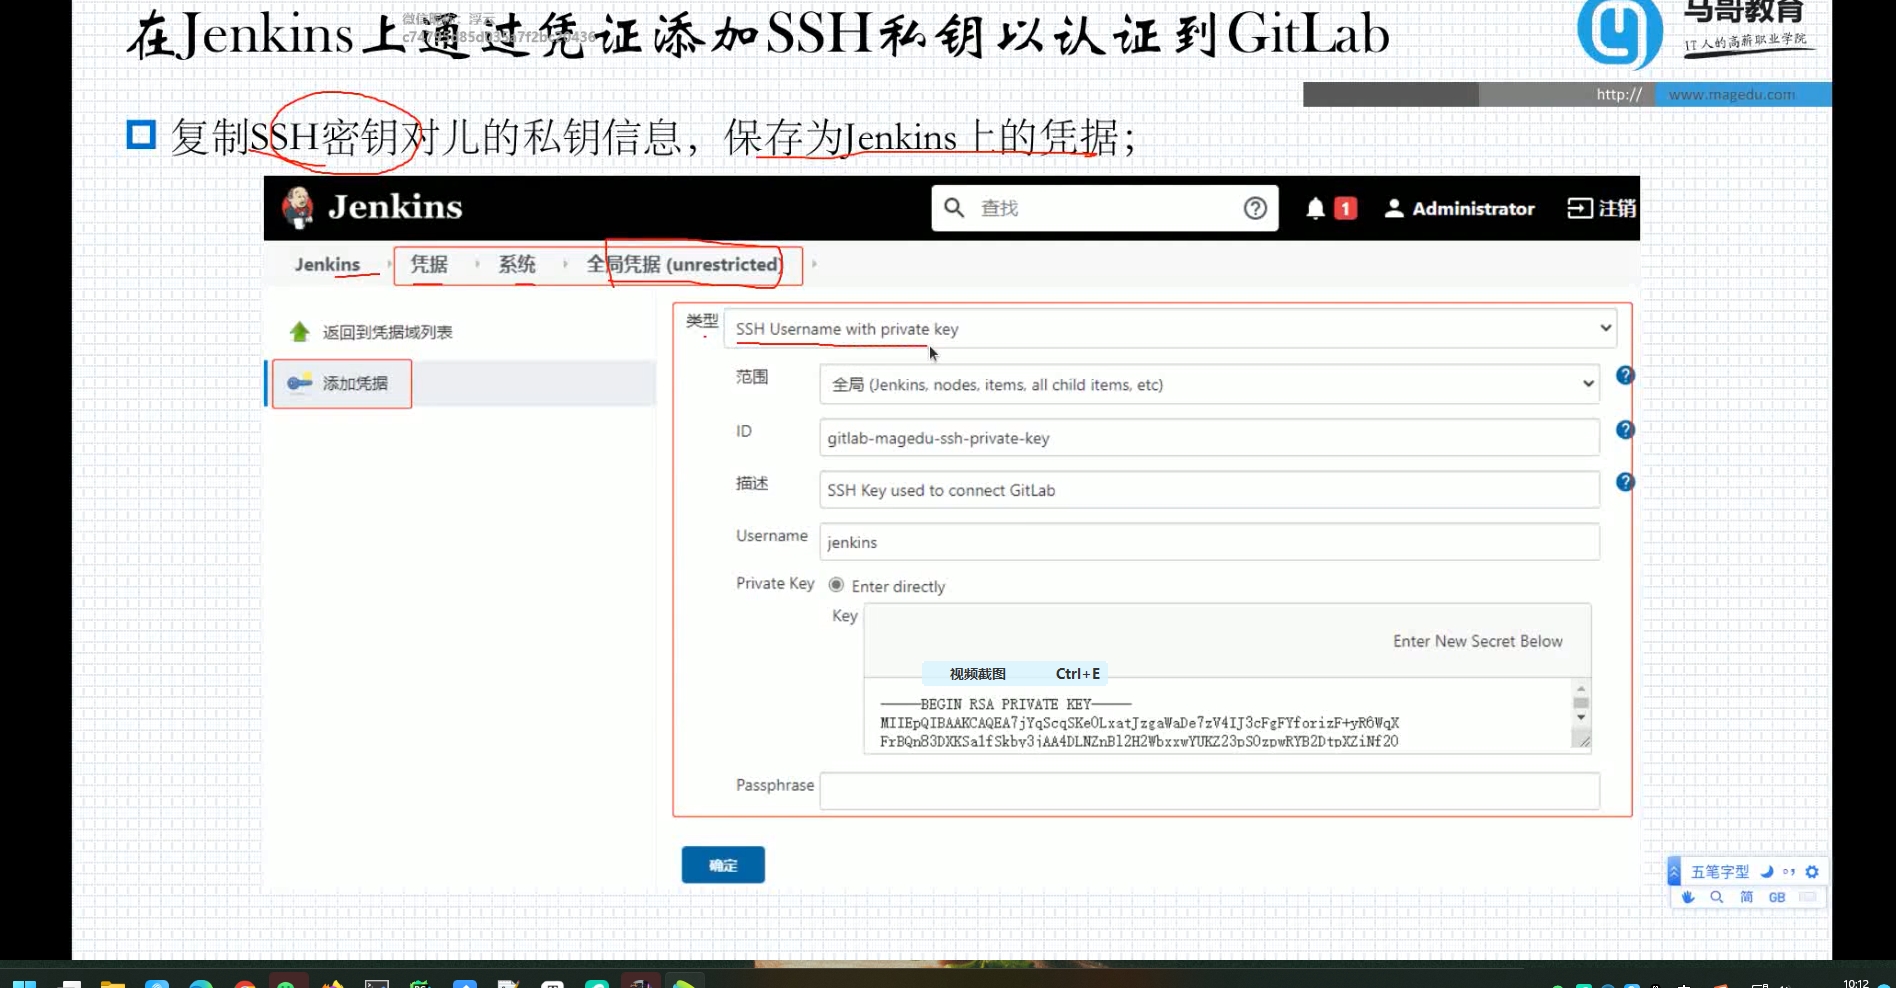 在Jenkins上通过凭证添加SSH私钥以认证到GitLab
马哥教育
IT人的高薪职业学院
http://
www.magedu.com
复制SSH密钥对儿的私钥信息，保存为Jenkins上的凭据；
Jenkins
查找
1
Administrator
注销
Jenkins
凭据
系统
全局凭据 (unrestricted)
返回到凭据域列表
添加凭据
类型
SSH Username with private key
范围
全局 (Jenkins, nodes, items, all child items, etc)
ID
gitlab-magedu-ssh-private-key
描述
SSH Key used to connect GitLab
Username
jenkins
Private Key
Enter directly
Key
Enter New Secret Below
视频截图 Ctrl+E
-----BEGIN RSA PRIVATE KEY-----
Passphrase
确定
五笔字型
简
GB
10:12